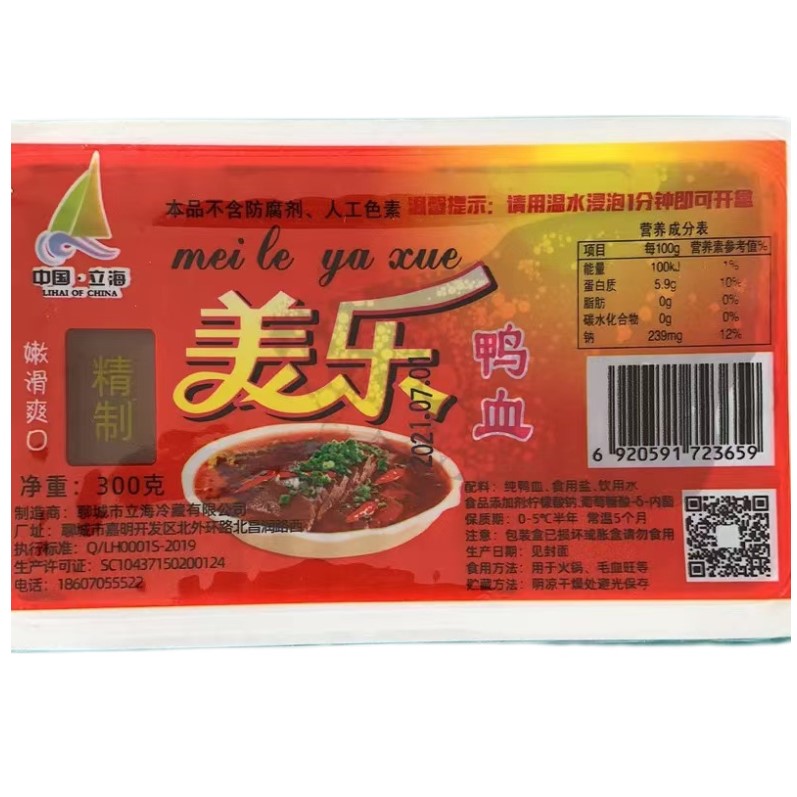 本品不含防腐剂、人工色素 温馨提示：请用温水浸泡1分钟即可开盒
中国·立海
LIHAI OF CHINA
mei le ya xue
美乐
鸭血
嫩滑爽口
精制
2021.07.01
净重：300克
制造商：聊城市立海冷藏有限公司
厂址：聊城市嘉明开发区北外环路北昌润路西
执行标准：Q/LH0001S-2019
生产许可证：SC10437150200124
电话：18607055522
营养成分表
项目 每100g 营养素参考值%
能量 100kJ 1%
蛋白质 5.9g 10%
脂肪 0g 0%
碳水化合物 0g 0%
钠 239mg 12%
6 920591 723659
配料：纯鸭血、食用盐、饮用水
食品添加剂柠檬酸钠、葡萄糖酸-δ-内酯
保质期：0-5℃半年 常温5个月
注意：包装盒已损坏或胀盒请勿食用
生产日期：见封面
食用方法：用于火锅、毛血旺等
贮藏方法：阴凉干燥处避光保存